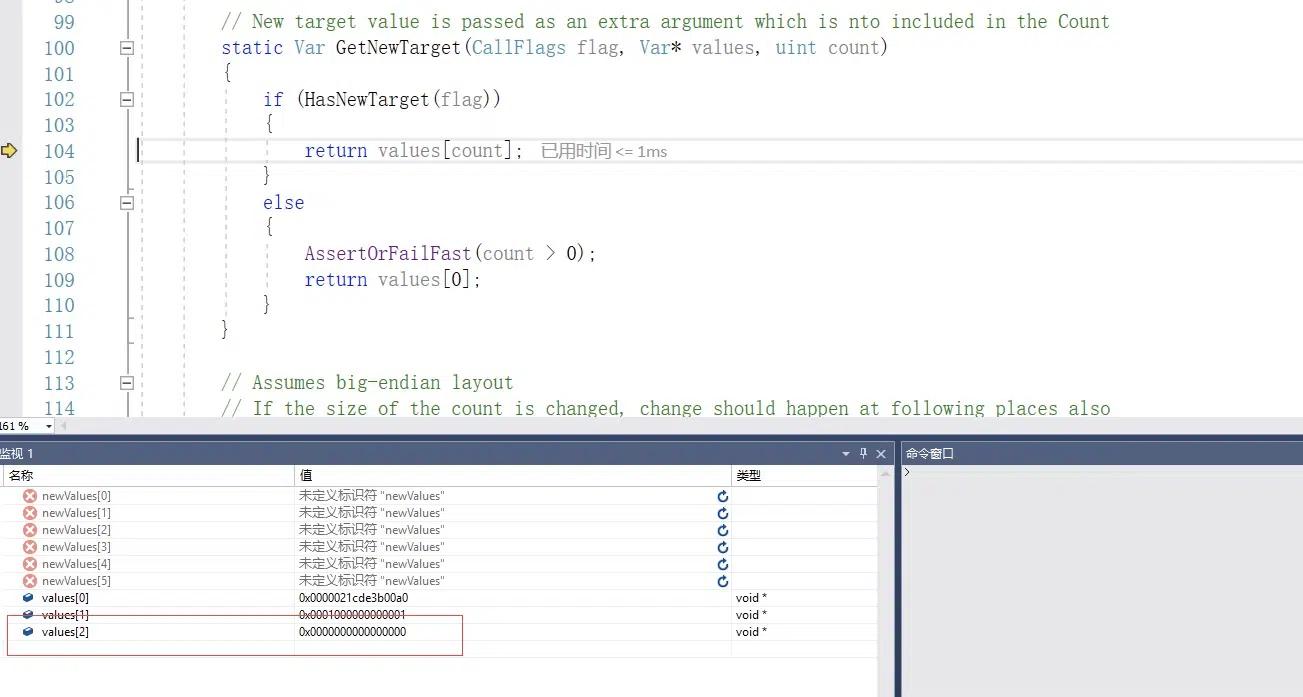 99 // New target value is passed as an extra argument which is nto included in the Count
100 static Var GetNewTarget(CallFlags flag, Var* values, uint count)
101 {
102 if (HasNewTarget(flag))
103 {
104 return values[count]; 已用时间 <= 1ms
105 }
106 else
107 {
108 AssertOrFailFast(count > 0);
109 return values[0];
110 }
111 }
112
113 // Assumes big-endian layout
114 // If the size of the count is changed, change should happen at following places also
161 %
监视 1
名称 值 类型
newValues[0] 未定义标识符 "newValues"
newValues[1] 未定义标识符 "newValues"
newValues[2] 未定义标识符 "newValues"
newValues[3] 未定义标识符 "newValues"
newValues[4] 未定义标识符 "newValues"
newValues[5] 未定义标识符 "newValues"
values[0] 0x0000021cde3b00a0 void *
values[1] 0x0001000000000001 void *
values[2] 0x0000000000000000 void *
命令窗口
>